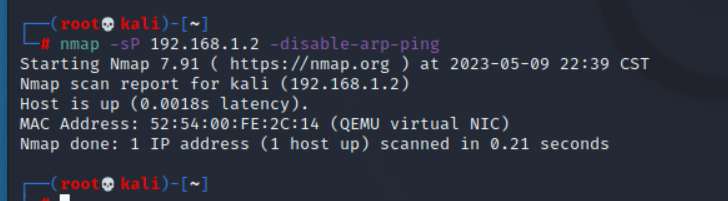 ┌──(root💀kali)-[~]
└─# nmap -sP 192.168.1.2 -disable-arp-ping
Starting Nmap 7.91 ( https://nmap.org ) at 2023-05-09 22:39 CST
Nmap scan report for kali (192.168.1.2)
Host is up (0.0018s latency).
MAC Address: 52:54:00:FE:2C:14 (QEMU virtual NIC)
Nmap done: 1 IP address (1 host up) scanned in 0.21 seconds
┌──(root💀kali)-[~]
└─#